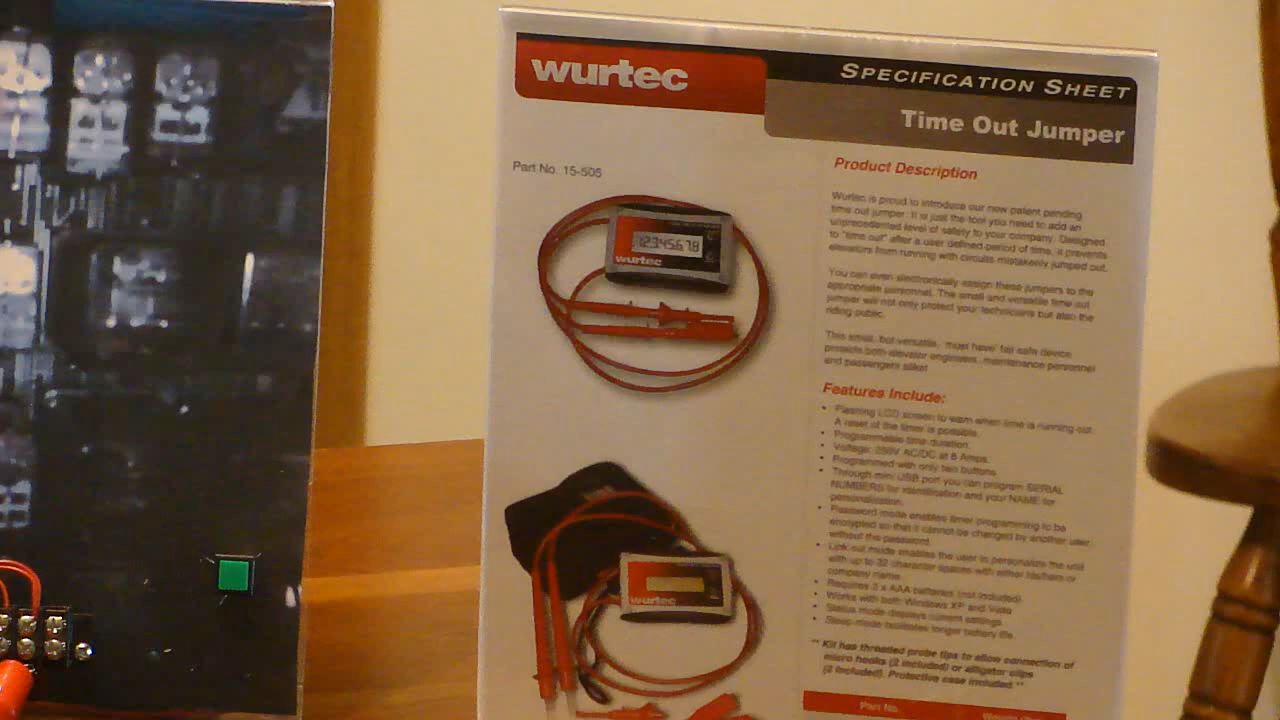 wurtec
SPECIFICATION SHEET
Time Out Jumper
Part No. 15-505
12345678
wurtec
wurtec
Product Description
Wurtec is proud to introduce our new patent pending
time out jumper. It is just the tool you need to add an
unprecedented level of safety to your company. Designed
to "time out" after a user defined period of time, it prevents
elevators from running with circuits mistakenly jumped out.
You can even electronically assign these jumpers to the
appropriate personnel. The small and versatile time out
jumper will not only protect your technicians but also the
riding public.
This small, but versatile, 'must have' fail safe device
protects both elevator engineers, maintenance personnel
and passengers alike!
Features Include:
• Flashing LCD screen to warn when time is running out.
A reset of the timer is possible.
• Programmable time duration.
• Voltage: 250V AC/DC at 8 Amps.
• Programmed with only two buttons.
• Through mini USB port you can program SERIAL
NUMBERS for identification and your NAME for
personalization.
• Password mode enables timer programming to be
encrypted so that it cannot be changed by another user
without the password.
• Link out mode enables the user to personalize the unit
with up to 32 character spaces with either his/hers or
company name.
• Requires 2 x AAA batteries (not included).
• Works with both Windows XP and Vista
• Status mode displays current settings.
• Sleep mode facilitates longer battery life.
** Kit has threaded probe tips to allow connection of
micro hooks (2 included) or alligator clips
(2 included). Protective case included.**
Part No.